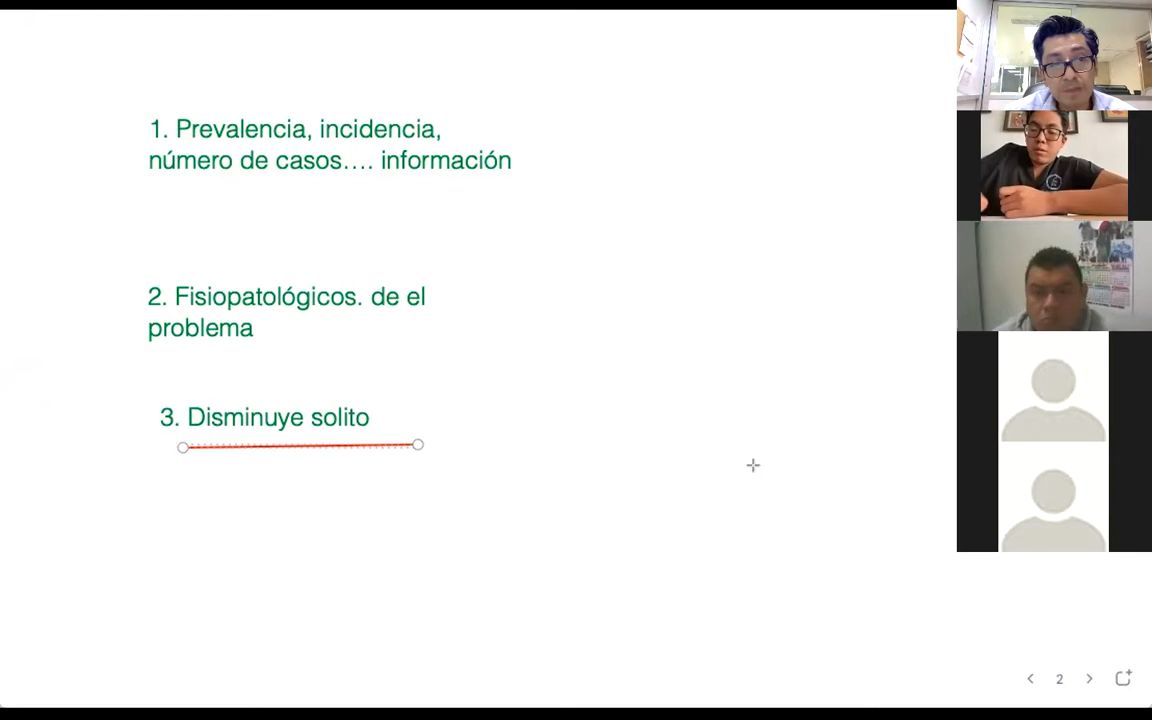 1. Prevalencia, incidencia,
número de casos.... información
2. Fisiopatológicos. de el
problema
3. Disminuye solito
2